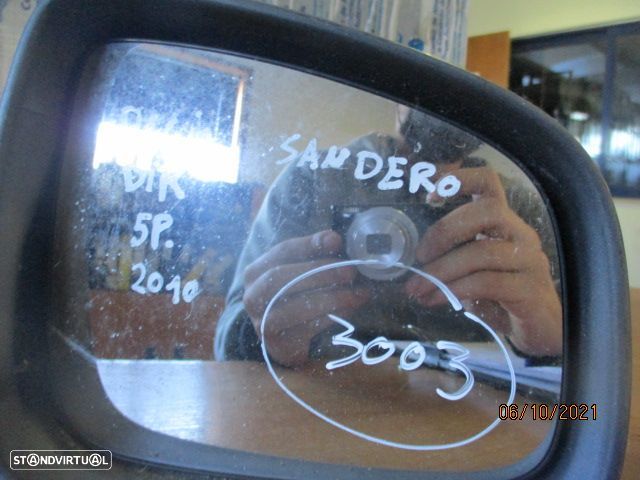 SANDERO
DIR
5P.
2010
3003
06/10/2021
STANDVIRTUAL